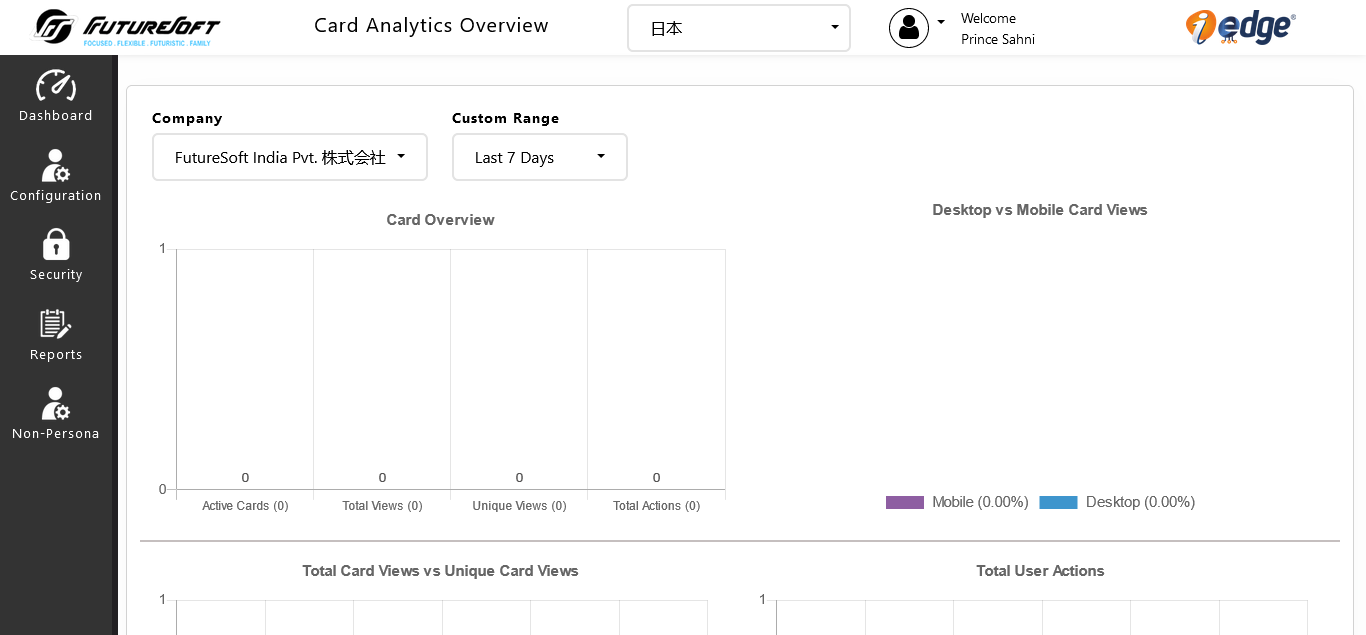 FUTURESOFT
FOCUSED . FLEXIBLE . FUTURISTIC . FAMILY
Card Analytics Overview
日本
Welcome
Prince Sahni
iedge®
Dashboard
Configuration
Security
Reports
Non-Persona
Company
Custom Range
FutureSoft India Pvt. 株式会社
Last 7 Days
Card Overview
1
0
0
0
0
0
Active Cards (0)
Total Views (0)
Unique Views (0)
Total Actions (0)
Desktop vs Mobile Card Views
Mobile (0.00%)
Desktop (0.00%)
Total Card Views vs Unique Card Views
1
Total User Actions
1